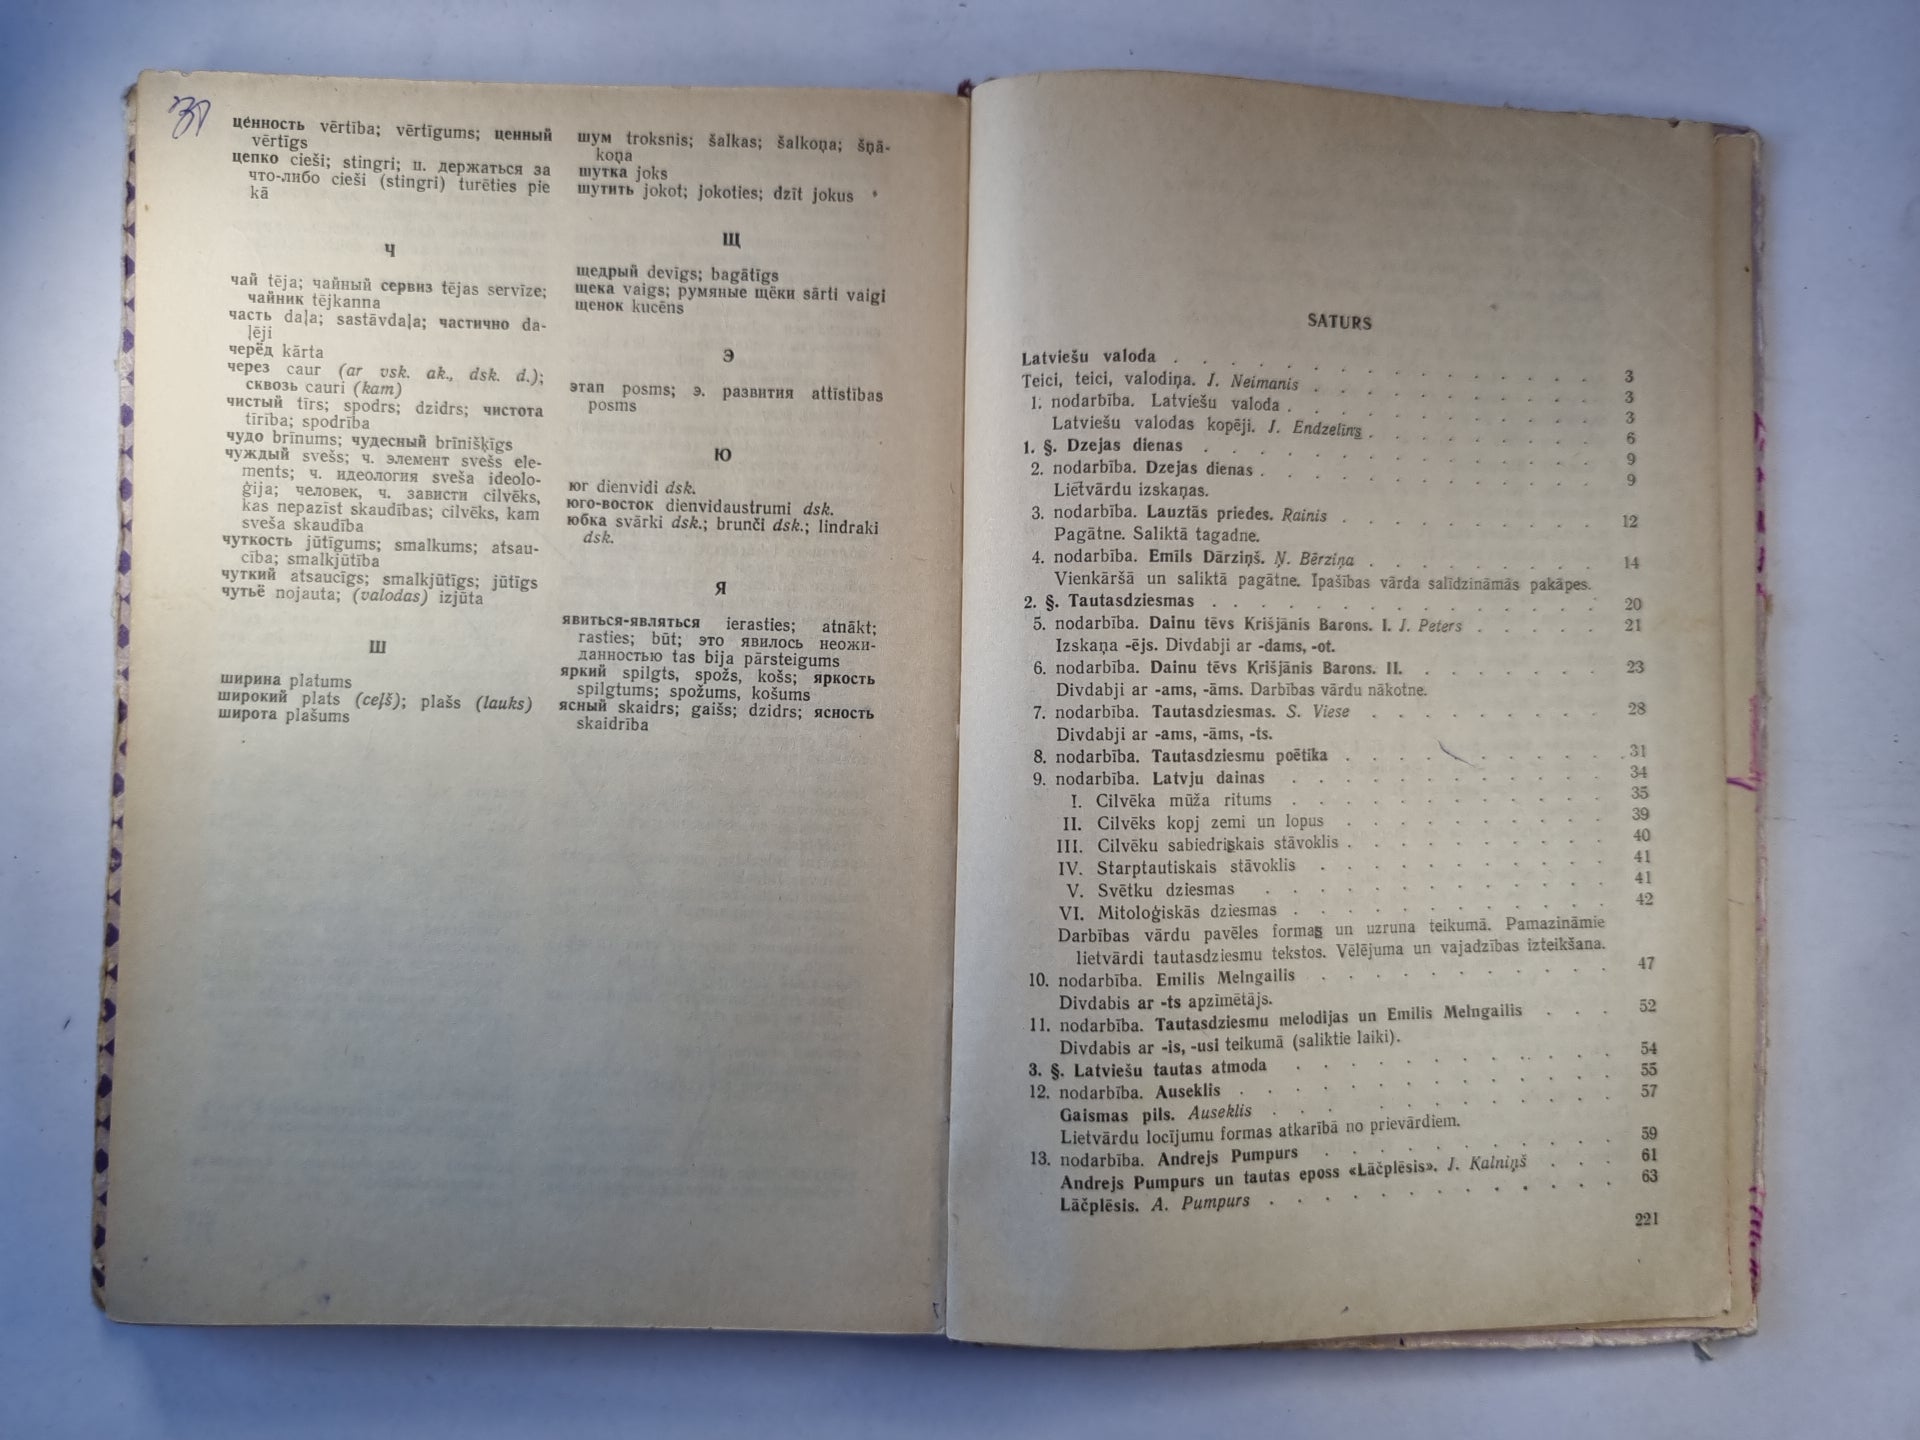 ценность vērtība; vērtīgums; ценный
vērtīgs
цепко cieši; stingri; ц. держаться за
что-либо cieši (stingri) turēties pie
kā
Ч
чай tēja; чайный сервиз tējas servīze;
чайник tējkanna
часть daļa; sastāvdaļa; частично da-
ļēji
черёд kārta
через caur (ar vsk. ak., dsk. d.);
сквозь cauri (kam)
чистый tīrs; spodrs; dzidrs; чистота
tīrība; spodrība
чудо brīnums; чудесный brīnišķīgs
чуждый svešs; ч. элемент svešs ele-
ments; ч. идеология sveša ideolo-
ģija; человек, ч. зависти cilvēks,
kas nepazīst skaudības; cilvēks, kam
sveša skaudība
чуткость jūtīgums; smalkums; atsau-
cība; smalkjūtība
чуткий atsaucīgs; smalkjūtīgs; jūtīgs
чутьё nojauta; (valodas) izjūta
Ш
ширина platums
широкий plats (ceļš); plašs (lauks)
широта plašums
шум troksnis; šalkas; šalkoņa; šņā-
koņa
шутка joks
шутить jokot; jokoties; dzīt jokus
Щ
щедрый devīgs; bagātīgs
щека vaigs; румяные щёки sārti vaigi
щенок kucēns
Э
этап posms; э. развития attīstības
posms
Ю
юг dienvidi dsk.
юго-восток dienvidaustrumi dsk.
юбка svārki dsk.; brunči dsk.; lindraki
dsk.
Я
явиться-являться ierasties; atnākt;
rasties; būt; это явилось неожи-
данностью tas bija pārsteigums
яркий spilgts, spožs, košs; яркость
spilgtums; spožums, košums
ясный skaidrs; gaišs; dzidrs; ясность
skaidrība
SATURS
Latviešu valoda . . . . . . . . . . 3
Teici, teici, valodiņa. J. Neimanis . . . . . . . . 3
1. nodarbība. Latviešu valoda . . . . . . . . 3
Latviešu valodas kopēji. J. Endzelīns . . . . . . . 6
1. §. Dzejas dienas . . . . . . . . . . 9
2. nodarbība. Dzejas dienas . . . . . . . . . 9
Lietvārdu izskaņas.
3. nodarbība. Lauztās priedes. Rainis . . . . . . . 12
Pagātne. Saliktā tagadne.
4. nodarbība. Emīls Dārziņš. Ņ. Bērziņa . . . . . . . 14
Vienkāršā un saliktā pagātne. Īpašības vārda salīdzināmās pakāpes.
2. §. Tautasdziesmas . . . . . . . . . . 20
5. nodarbība. Dainu tēvs Krišjānis Barons. I. J. Peters . . . . . 21
Izskaņa -ējs. Divdabji ar -dams, -ot.
6. nodarbība. Dainu tēvs Krišjānis Barons. II. . . . . . . 23
Divdabji ar -ams, -āms. Darbības vārdu nākotne.
7. nodarbība. Tautasdziesmas. S. Viese . . . . . . . 28
Divdabji ar -ams, -āms, -ts.
8. nodarbība. Tautasdziesmu poētika . . . . . . . 31
9. nodarbība. Latvju dainas . . . . . . . . 34
I. Cilvēka mūža ritums . . . . . . . . 35
II. Cilvēks kopj zemi un lopus . . . . . . . 39
III. Cilvēku sabiedriskais stāvoklis . . . . . . . 40
IV. Starptautiskais stāvoklis . . . . . . . . 41
V. Svētku dziesmas . . . . . . . . . 41
VI. Mitoloģiskās dziesmas . . . . . . . . 42
Darbības vārdu pavēles formas un uzruna teikumā. Pamazināmie
lietvārdi tautasdziesmu tekstos. Vēlējuma un vajadzības izteikšana.
10. nodarbība. Emilis Melngailis . . . . . . . . 47
Divdabis ar -ts apzīmētājs.
11. nodarbība. Tautasdziesmu melodijas un Emilis Melngailis . . . 52
Divdabis ar -is, -usi teikumā (saliktie laiki).
3. §. Latviešu tautas atmoda . . . . . . . . 54
12. nodarbība. Auseklis . . . . . . . . . 55
Gaismas pils. Auseklis . . . . . . . . 57
Lietvārdu locījumu formas atkarībā no prievārdiem.
13. nodarbība. Andrejs Pumpurs . . . . . . . . 59
Andrejs Pumpurs un tautas eposs «Lāčplēsis». J. Kalniņš . . . 61
Lāčplēsis. A. Pumpurs . . . . . . . . . 63
221